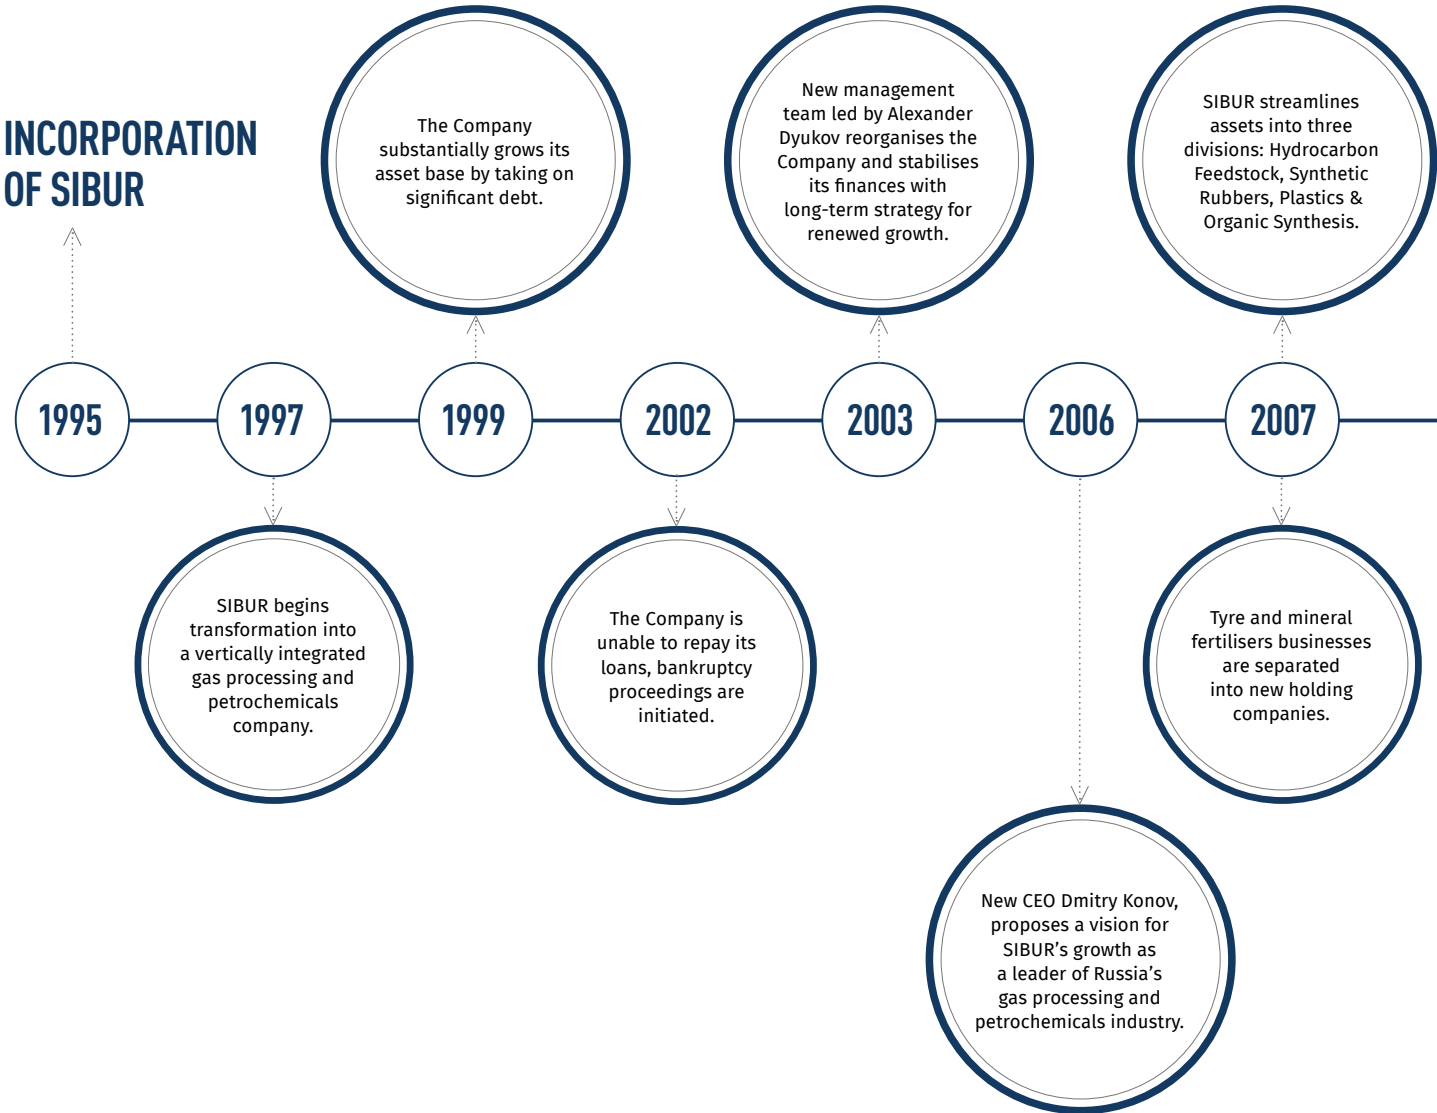 INCORPORATION
OF SIBUR
The Company
substantially grows its
asset base by taking on
significant debt.
New management
team led by Alexander
Dyukov reorganises the
Company and stabilises
its finances with
long-term strategy for
renewed growth.
SIBUR streamlines
assets into three
divisions: Hydrocarbon
Feedstock, Synthetic
Rubbers, Plastics &
Organic Synthesis.
1995
1997
1999
2002
2003
2006
2007
SIBUR begins
transformation into
a vertically integrated
gas processing and
petrochemicals
company.
The Company is
unable to repay its
loans, bankruptcy
proceedings are
initiated.
Tyre and mineral
fertilisers businesses
are separated
into new holding
companies.
New CEO Dmitry Konov,
proposes a vision for
SIBUR’s growth as
a leader of Russia’s
gas processing and
petrochemicals industry.